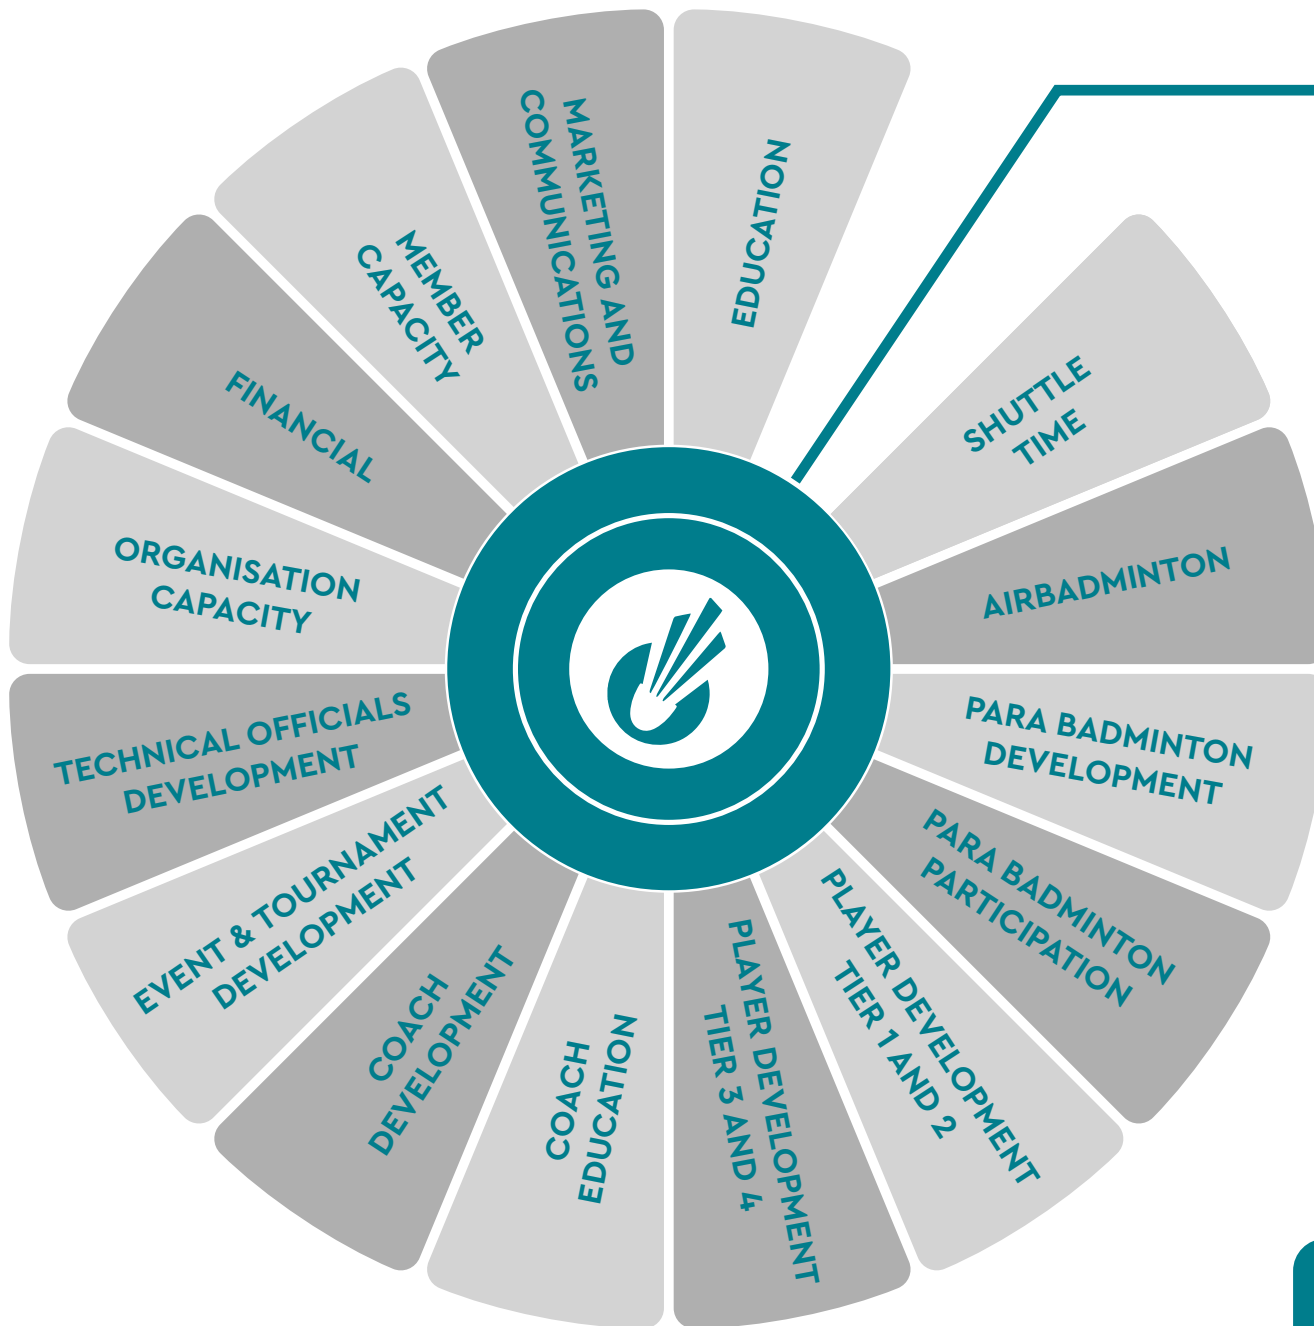 EDUCATION
SHUTTLE
TIME
AIRBADMINTON
PARA BADMINTON
DEVELOPMENT
PARA BADMINTON
PARTICIPATION
PLAYER DEVELOPMENT
TIER 1 AND 2
PLAYER DEVELOPMENT
TIER 3 AND 4
COACH
EDUCATION
COACH
DEVELOPMENT
EVENT & TOURNAMENT
DEVELOPMENT
TECHNICAL OFFICIALS
DEVELOPMENT
ORGANISATION
CAPACITY
FINANCIAL
MEMBER
CAPACITY
MARKETING AND
COMMUNICATIONS